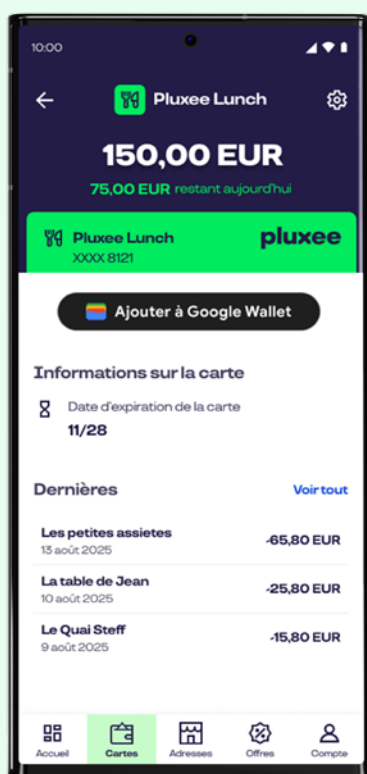 10:00
Pluxee Lunch
150,00 EUR
75,00 EUR restant aujourd'hui
Pluxee Lunch
pluxee
XXXX 8121
Ajouter à Google Wallet
Informations sur la carte
Date d'expiration de la carte
11/28
Dernières
Voir tout
Les petites assietes
-65,80 EUR
13 août 2025
La table de Jean
-25,80 EUR
10 août 2025
Le Quai Steff
-15,80 EUR
9 août 2025
Accueil
Cartes
Adresses
Offres
Compte